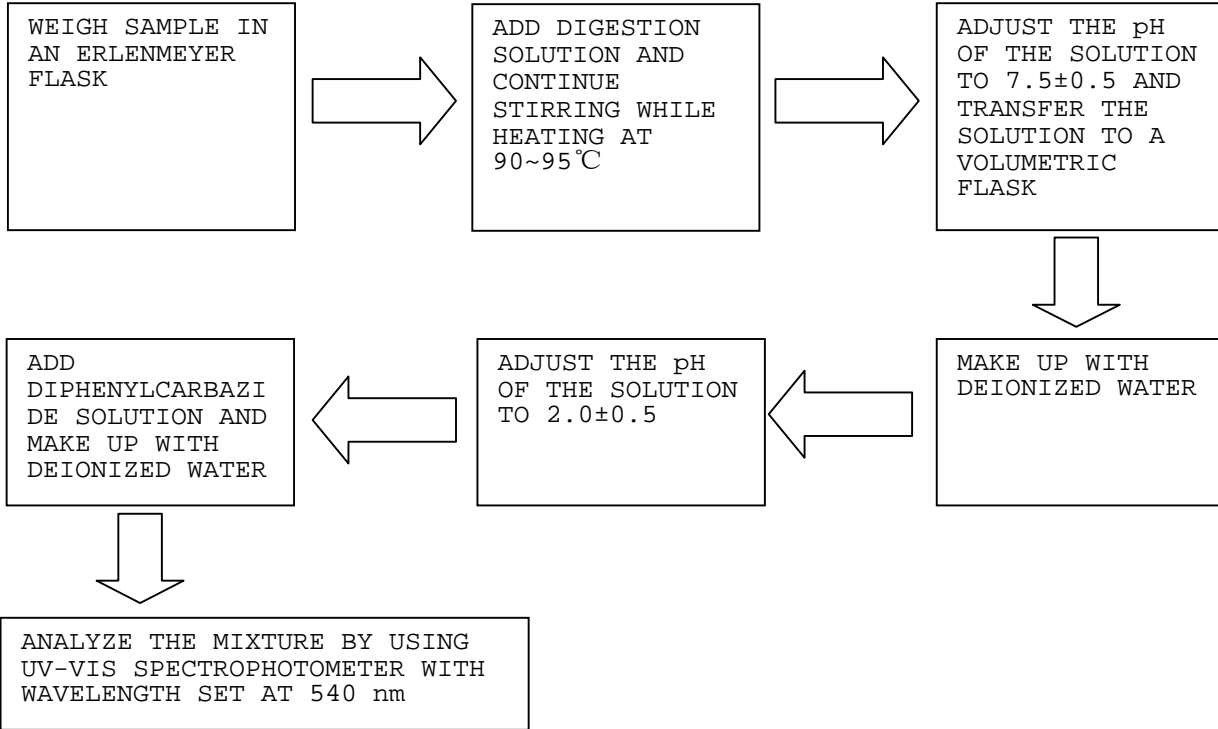 WEIGH SAMPLE IN
AN ERLENMEYER
FLASK
ADD DIGESTION
SOLUTION AND
CONTINUE
STIRRING WHILE
HEATING AT
90~95℃
ADJUST THE pH
OF THE SOLUTION
TO 7.5±0.5 AND
TRANSFER THE
SOLUTION TO A
VOLUMETRIC
FLASK
MAKE UP WITH
DEIONIZED WATER
ADJUST THE pH
OF THE SOLUTION
TO 2.0±0.5
ADD
DIPHENYLCARBAZI
DE SOLUTION AND
MAKE UP WITH
DEIONIZED WATER
ANALYZE THE MIXTURE BY USING
UV-VIS SPECTROPHOTOMETER WITH
WAVELENGTH SET AT 540 nm